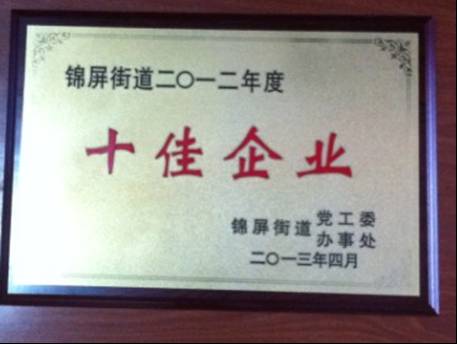 锦屏街道二〇一二年度
十佳企业
锦屏街道 党工委
办事处
二〇一三年四月